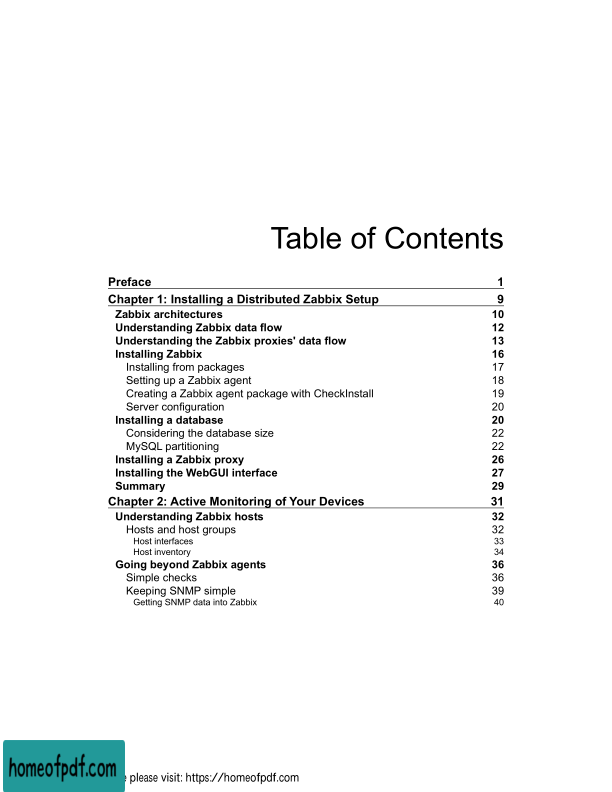 Table of Contents
Preface 1
Chapter 1: Installing a Distributed Zabbix Setup 9
Zabbix architectures 10
Understanding Zabbix data flow 12
Understanding the Zabbix proxies' data flow 13
Installing Zabbix 16
Installing from packages 17
Setting up a Zabbix agent 18
Creating a Zabbix agent package with CheckInstall 19
Server configuration 20
Installing a database 20
Considering the database size 22
MySQL partitioning 22
Installing a Zabbix proxy 26
Installing the WebGUI interface 27
Summary 29
Chapter 2: Active Monitoring of Your Devices 31
Understanding Zabbix hosts 32
Hosts and host groups 32
Host interfaces 33
Host inventory 34
Going beyond Zabbix agents 36
Simple checks 36
Keeping SNMP simple 39
Getting SNMP data into Zabbix 40
homeofpdf.com
please visit: https://homeofpdf.com